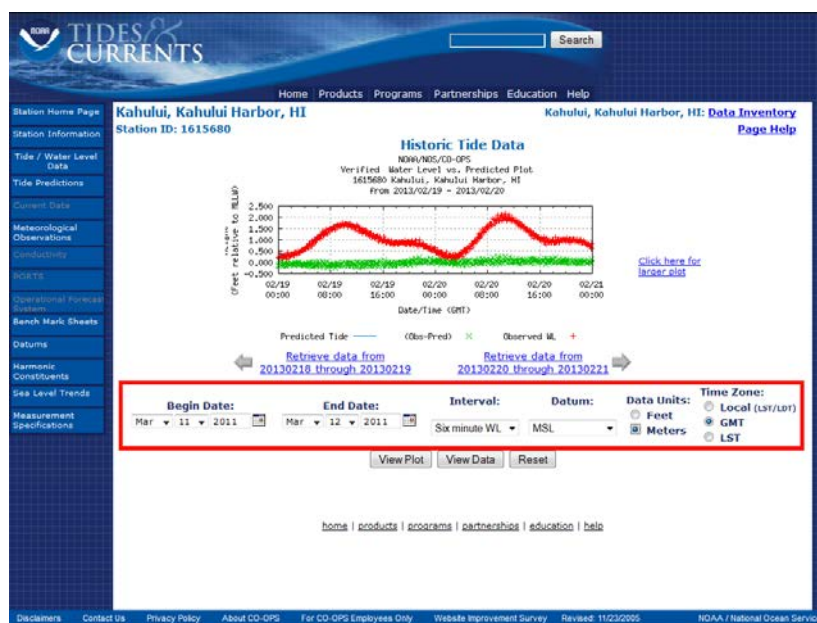 NOAA
TIDES &
CURRENTS
Search
Home Products Programs Partnerships Education Help
Station Home Page
Station Information
Tide / Water Level
Data
Tide Predictions
Current Data
Meteorological
Observations
Conductivity
PORTS
Operational Forecast
System
Bench Mark Sheets
Datums
Harmonic
Constituents
Sea Level Trends
Measurement
Specifications
Kahului, Kahului Harbor, HI
Station ID: 1615680
Kahului, Kahului Harbor, HI: Data Inventory
Page Help
Historic Tide Data
NOAA/NOS/CO-OPS
Verified Water Level vs. Predicted Plot
1615680 Kahului, Kahului Harbor, HI
From 2013/02/19 - 2013/02/20
(Feet relative to MLLW)
2.500
2.000
1.500
1.000
0.500
0.000
-0.500
02/19 02/19 02/19 02/20 02/20 02/20 02/21
00:00 08:00 16:00 00:00 08:00 16:00 00:00
Date/Time (GMT)
Click here for
larger plot
Predicted Tide (Obs-Pred) Observed WL
Retrieve data from
20130218 through 20130219
Retrieve data from
20130220 through 20130221
Begin Date:
Mar 11 2011
End Date:
Mar 12 2011
Interval:
Six minute WL
Datum:
MSL
Data Units:
Feet
Meters
Time Zone:
Local (LST/LDT)
GMT
LST
View Plot View Data Reset
home | products | programs | partnerships | education | help
Disclaimers Contact Us Privacy Policy About CO-OPS For CO-OPS Employees Only Website Improvement Survey Revised: 11/23/2005 NOAA / National Ocean Servic